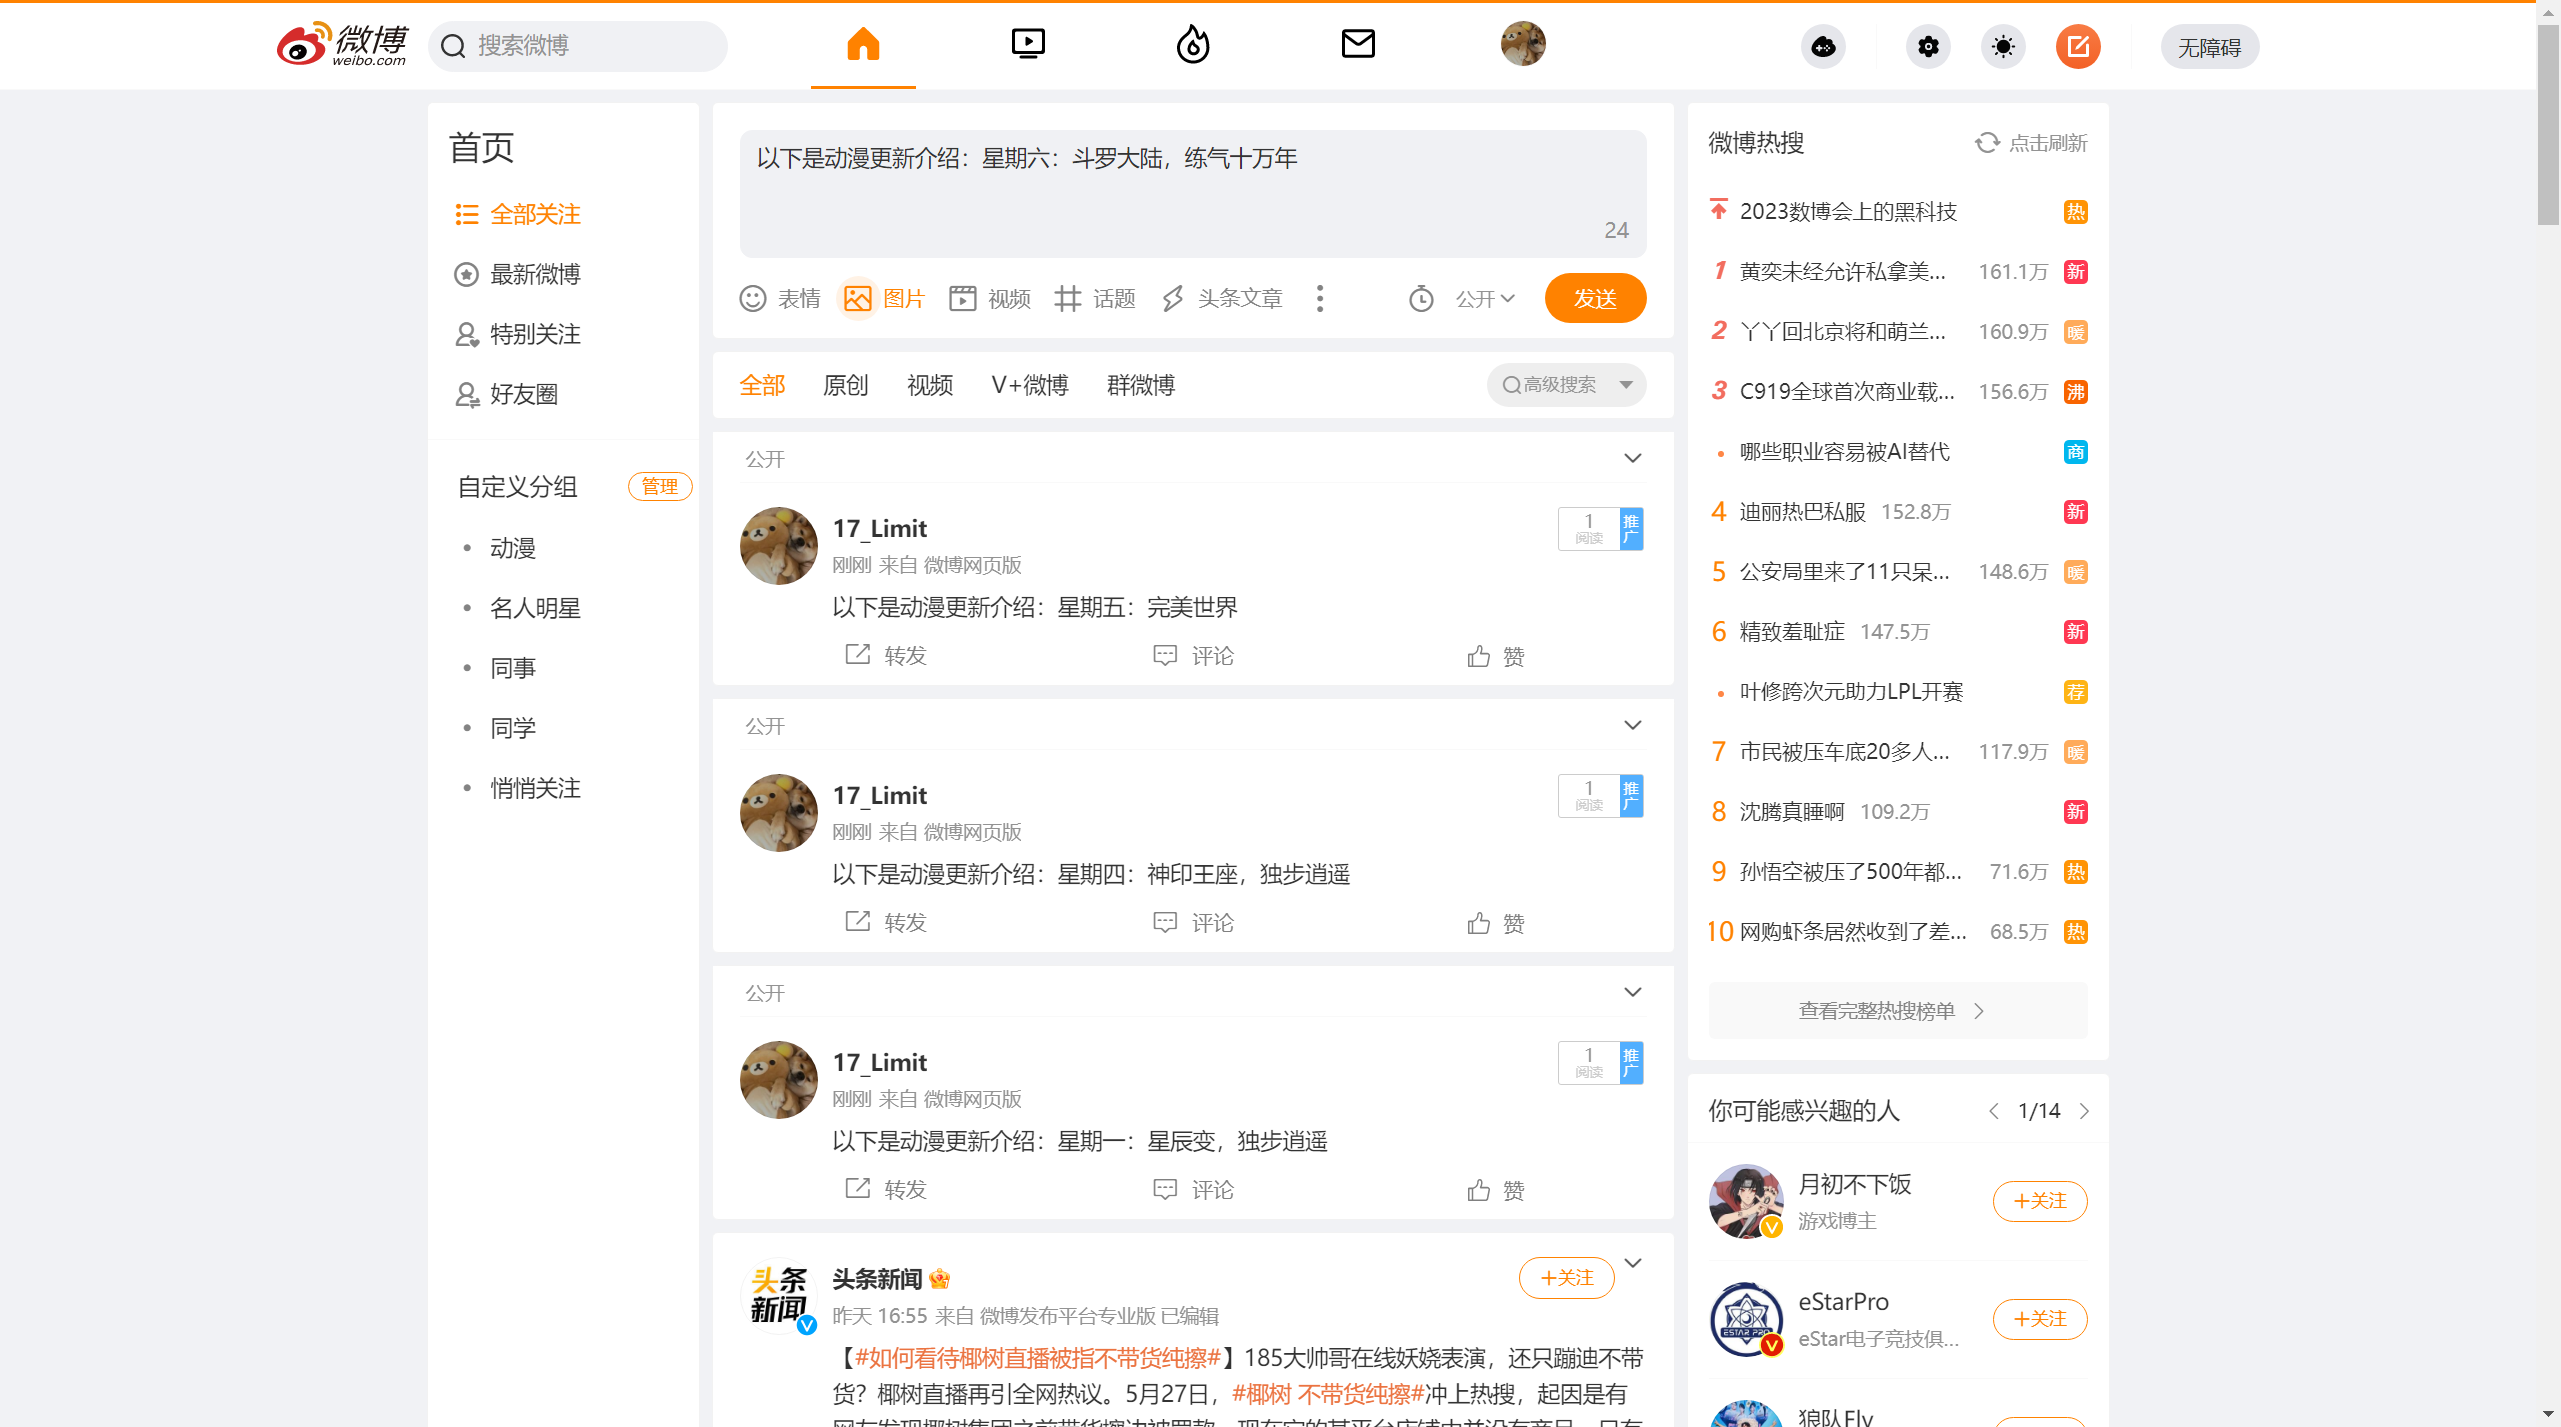 微博
weibo.com
搜索微博
无障碍
首页
全部关注
最新微博
特别关注
好友圈
自定义分组
管理
动漫
名人明星
同事
同学
悄悄关注
以下是动漫更新介绍：星期六：斗罗大陆，练气十万年
24
表情
图片
视频
话题
头条文章
公开
发送
全部
原创
视频
V+微博
群微博
高级搜索
公开
17_Limit
刚刚 来自 微博网页版
1
阅读
推广
以下是动漫更新介绍：星期五：完美世界
转发
评论
赞
公开
17_Limit
刚刚 来自 微博网页版
1
阅读
推广
以下是动漫更新介绍：星期四：神印王座，独步逍遥
转发
评论
赞
公开
17_Limit
刚刚 来自 微博网页版
1
阅读
推广
以下是动漫更新介绍：星期一：星辰变，独步逍遥
转发
评论
赞
头条新闻
头条新闻
+关注
昨天 16:55 来自 微博发布平台专业版 已编辑
【#如何看待椰树直播被指不带货纯擦#】185大帅哥在线妖娆表演，还只蹦迪不带
货？椰树直播再引全网热议。5月27日，#椰树 不带货纯擦#冲上热搜，起因是有
微博热搜
点击刷新
2023数博会上的黑科技 热
1 黄奕未经允许私拿美... 161.1万 新
2 丫丫回北京将和萌兰... 160.9万 暖
3 C919全球首次商业载... 156.6万 沸
哪些职业容易被AI替代 商
4 迪丽热巴私服 152.8万 新
5 公安局里来了11只呆... 148.6万 暖
6 精致羞耻症 147.5万 新
叶修跨次元助力LPL开赛 荐
7 市民被压车底20多人... 117.9万 暖
8 沈腾真睡啊 109.2万 新
9 孙悟空被压了500年都... 71.6万 热
10 网购虾条居然收到了差... 68.5万 热
查看完整热搜榜单
你可能感兴趣的人
1/14
月初不下饭
游戏博主
+关注
ESTAR PRO
eStarPro
eStar电子竞技俱...
+关注
狼队Fly